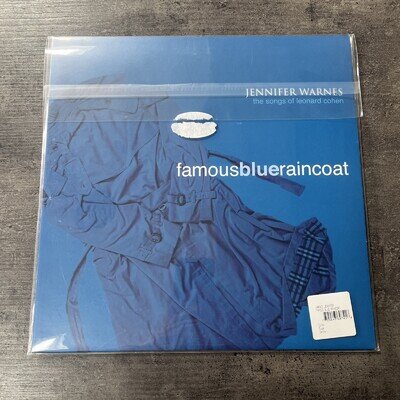 JENNIFER WARNES
the songs of leonard cohen
famousblueraincoat